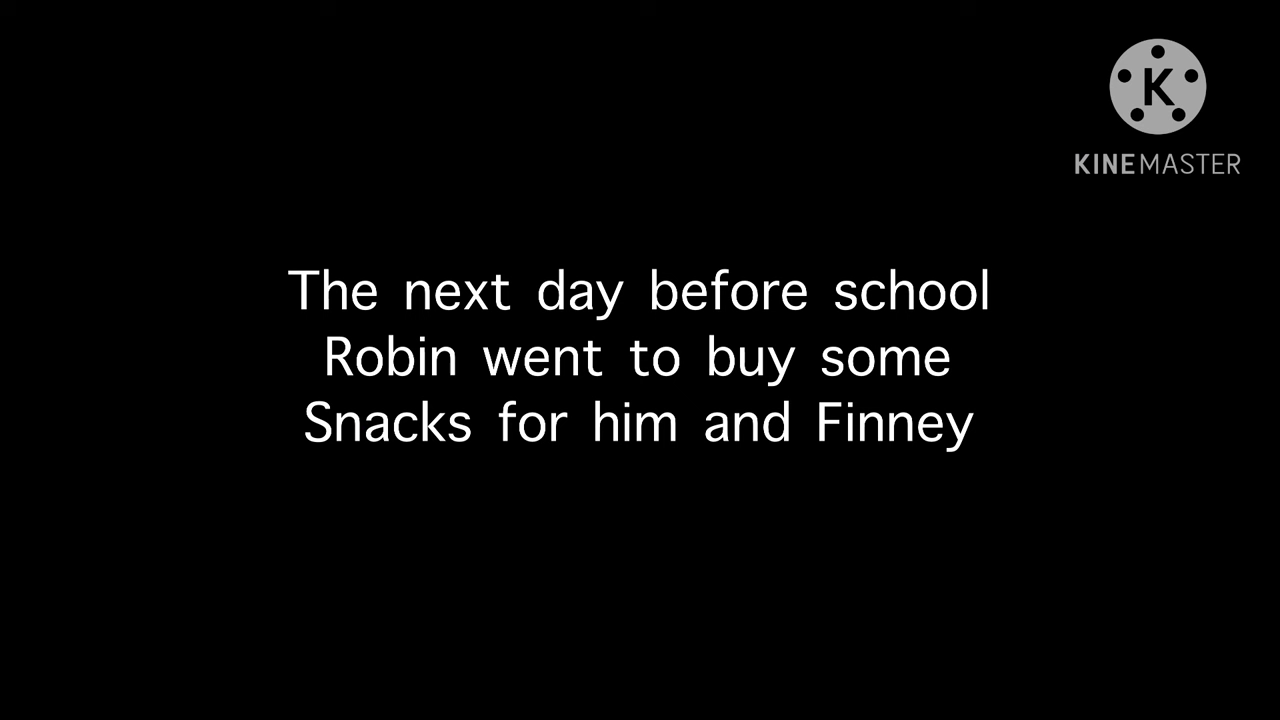 K
KINEMASTER
The next day before school
Robin went to buy some
Snacks for him and Finney